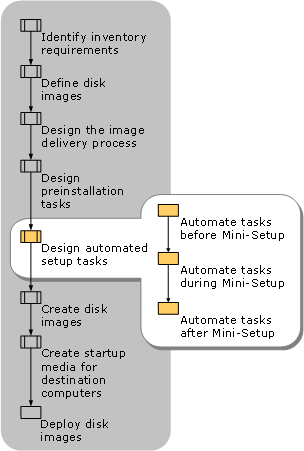 Identify inventory
requirements
Define disk
images
Design the image
delivery process
Design
preinstallation
tasks
Design automated
setup tasks
Automate tasks
before Mini-Setup
Automate tasks
during Mini-Setup
Automate tasks
after Mini-Setup
Create disk
images
Create startup
media for
destination
computers
Deploy disk
images